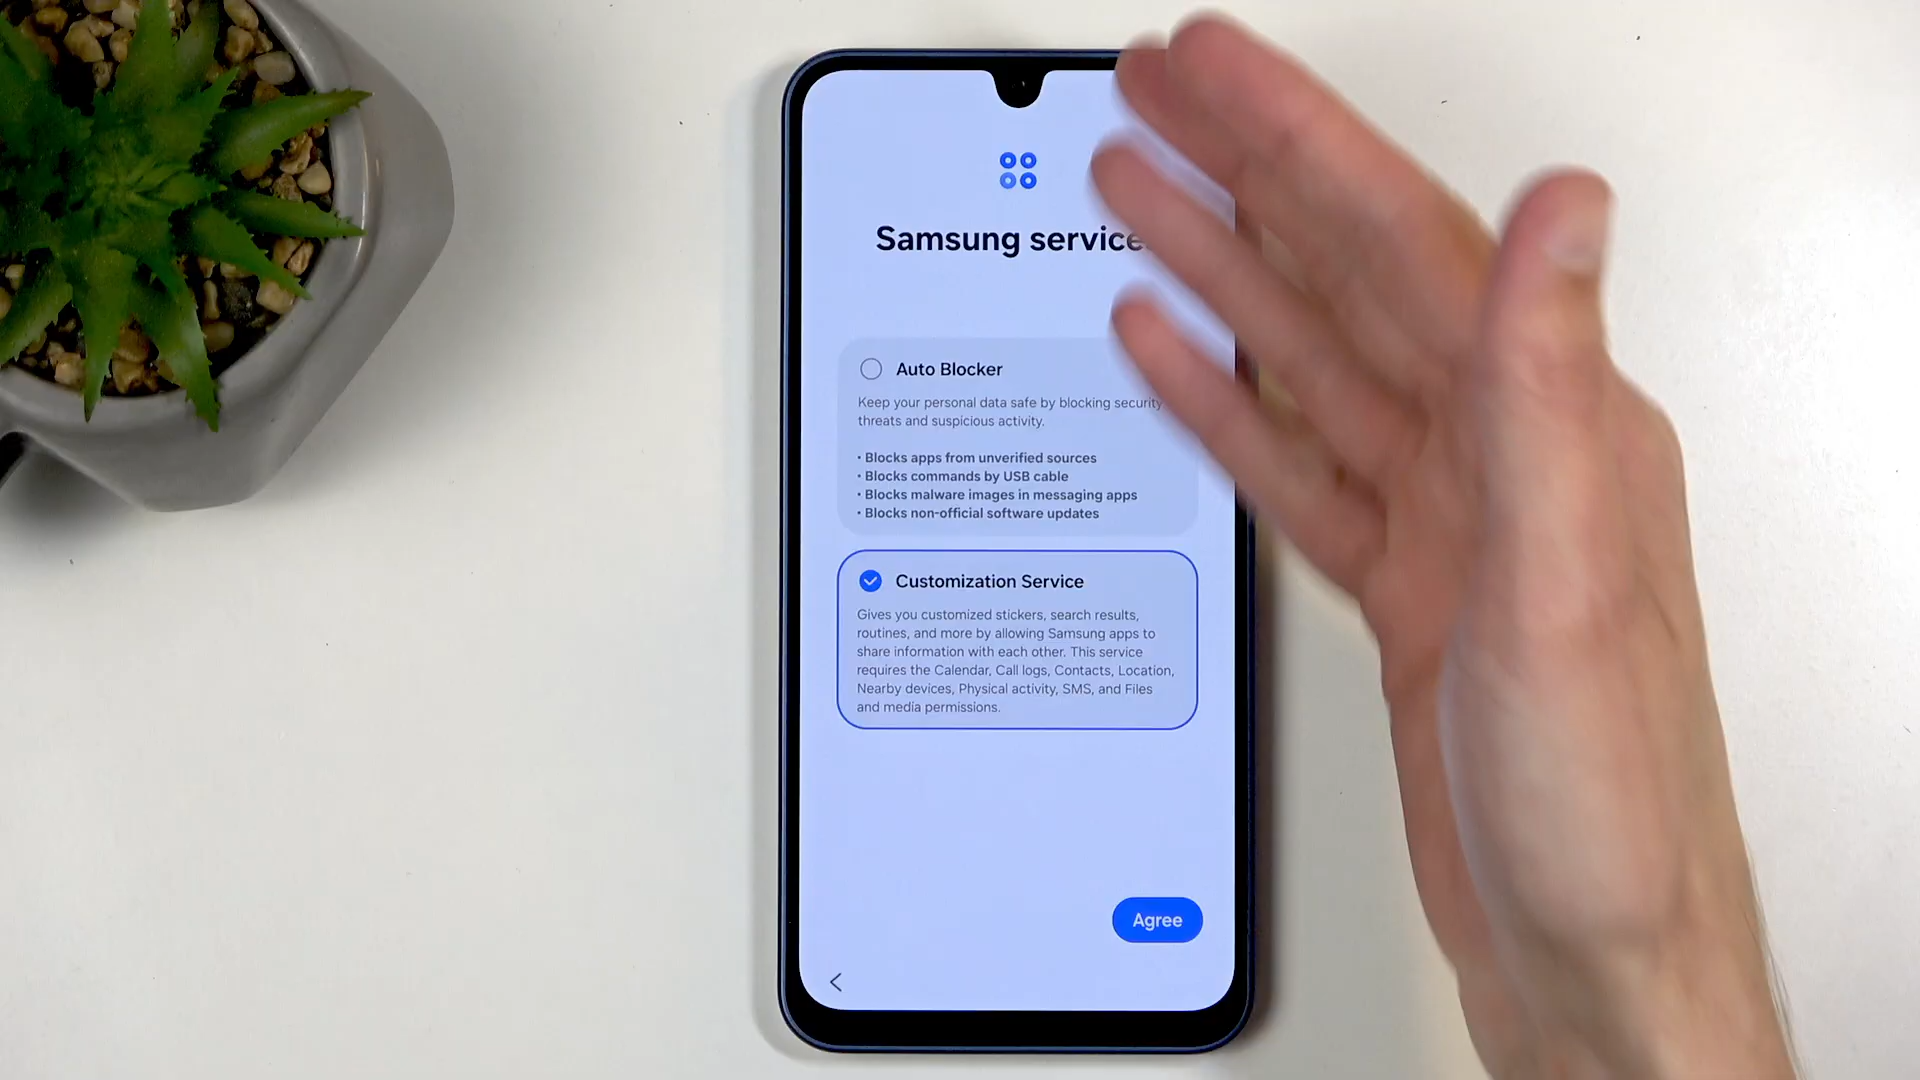 Samsung service
Auto Blocker
Keep your personal data safe by blocking security
threats and suspicious activity.
• Blocks apps from unverified sources
• Blocks commands by USB cable
• Blocks malware images in messaging apps
• Blocks non-official software updates
Customization Service
Gives you customized stickers, search results,
routines, and more by allowing Samsung apps to
share information with each other. This service
requires the Calendar, Call logs, Contacts, Location,
Nearby devices, Physical activity, SMS, and Files
and media permissions.
Agree